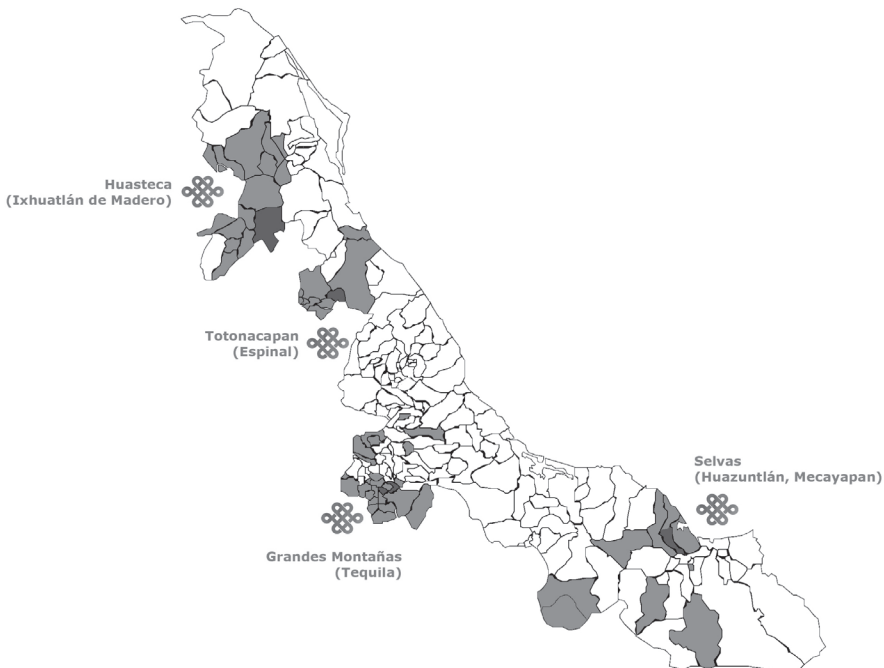 Huasteca
(Ixhuatlán de Madero)
Totonacapan
(Espinal)
Selvas
(Huazuntlán, Mecayapan)
Grandes Montañas
(Tequila)